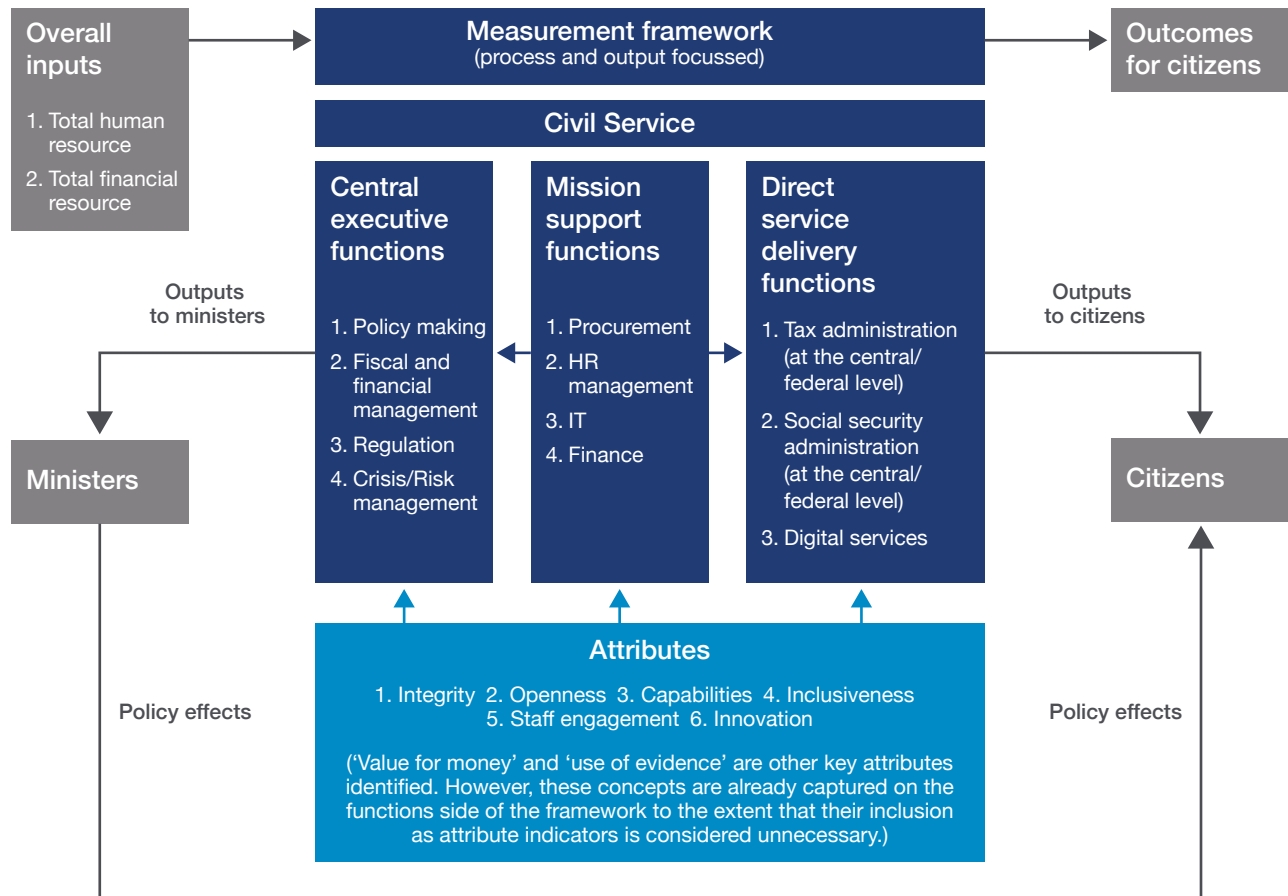 Overall
inputs
1. Total human
resource
2. Total financial
resource
Measurement framework
(process and output focussed)
Outcomes
for citizens
Civil Service
Central
executive
functions
1. Policy making
2. Fiscal and
financial
management
3. Regulation
4. Crisis/Risk
management
Mission
support
functions
1. Procurement
2. HR
management
3. IT
4. Finance
Direct
service
delivery
functions
1. Tax administration
(at the central/
federal level)
2. Social security
administration
(at the central/
federal level)
3. Digital services
Outputs
to ministers
Outputs
to citizens
Ministers
Citizens
Attributes
1. Integrity 2. Openness 3. Capabilities 4. Inclusiveness
5. Staff engagement 6. Innovation
(‘Value for money’ and ‘use of evidence’ are other key attributes
identified. However, these concepts are already captured on the
functions side of the framework to the extent that their inclusion
as attribute indicators is considered unnecessary.)
Policy effects
Policy effects